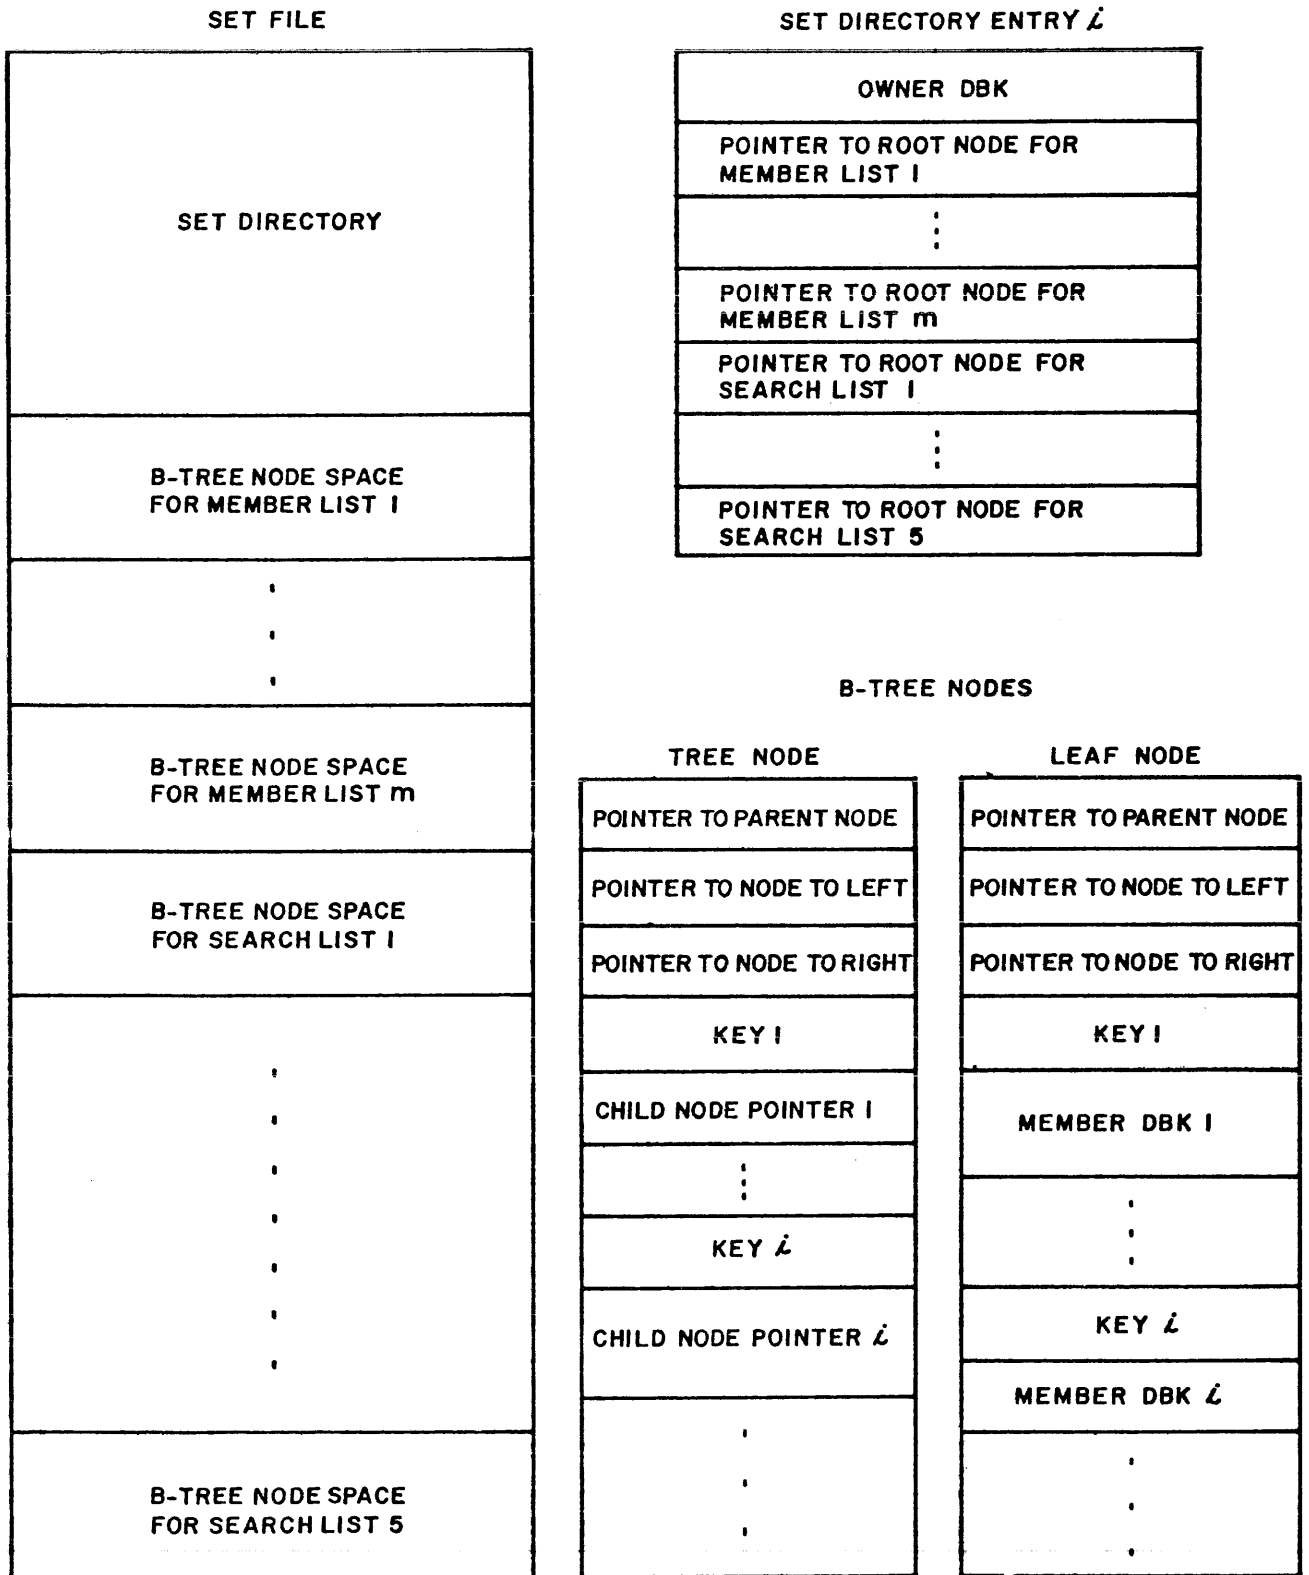 SET FILE
SET DIRECTORY
B-TREE NODE SPACE
FOR MEMBER LIST 1
B-TREE NODE SPACE
FOR MEMBER LIST m
B-TREE NODE SPACE
FOR SEARCH LIST 1
B-TREE NODE SPACE
FOR SEARCH LIST 5
SET DIRECTORY ENTRY i
OWNER DBK
POINTER TO ROOT NODE FOR
MEMBER LIST 1
POINTER TO ROOT NODE FOR
MEMBER LIST m
POINTER TO ROOT NODE FOR
SEARCH LIST 1
POINTER TO ROOT NODE FOR
SEARCH LIST 5
B-TREE NODES
TREE NODE
POINTER TO PARENT NODE
POINTER TO NODE TO LEFT
POINTER TO NODE TO RIGHT
KEY 1
CHILD NODE POINTER 1
KEY i
CHILD NODE POINTER i
LEAF NODE
POINTER TO PARENT NODE
POINTER TO NODE TO LEFT
POINTER TO NODE TO RIGHT
KEY 1
MEMBER DBK 1
KEY i
MEMBER DBK i